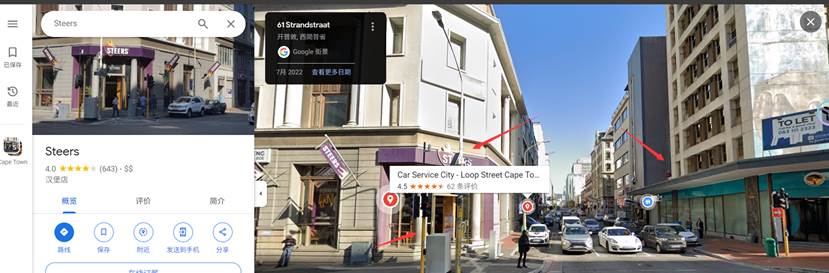 Steers
已保存
最近
Cape Town
STEERS
Steers
4.0 (643) · $$
汉堡店
概览
评价
简介
路线
保存
附近
发送到手机
分享
61 Strandstraat
开普敦, 西開普省
Google 街景
7月 2022 查看更多日期
Car Service City - Loop Street Cape To...
4.5 62 条评价
TO LET